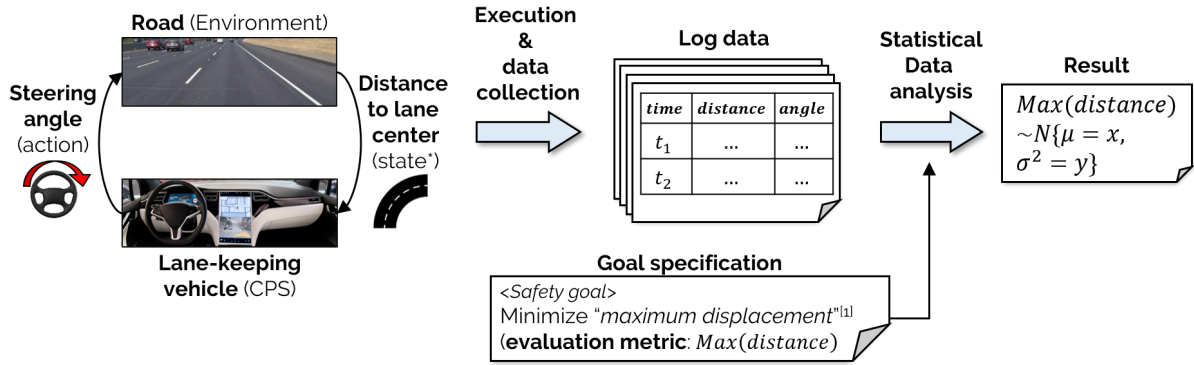 Road (Environment)
Steering
angle
(action)
Distance
to lane
center
(state*)
Lane-keeping
vehicle (CPS)
Execution
&
data
collection
Log data
time distance angle
t₁ ... ...
t₂ ... ...
Statistical
Data
analysis
Result
Max(distance)
~N{μ = x,
σ² = y}
Goal specification
<Safety goal>
Minimize “maximum displacement”[1]
(evaluation metric: Max(distance)